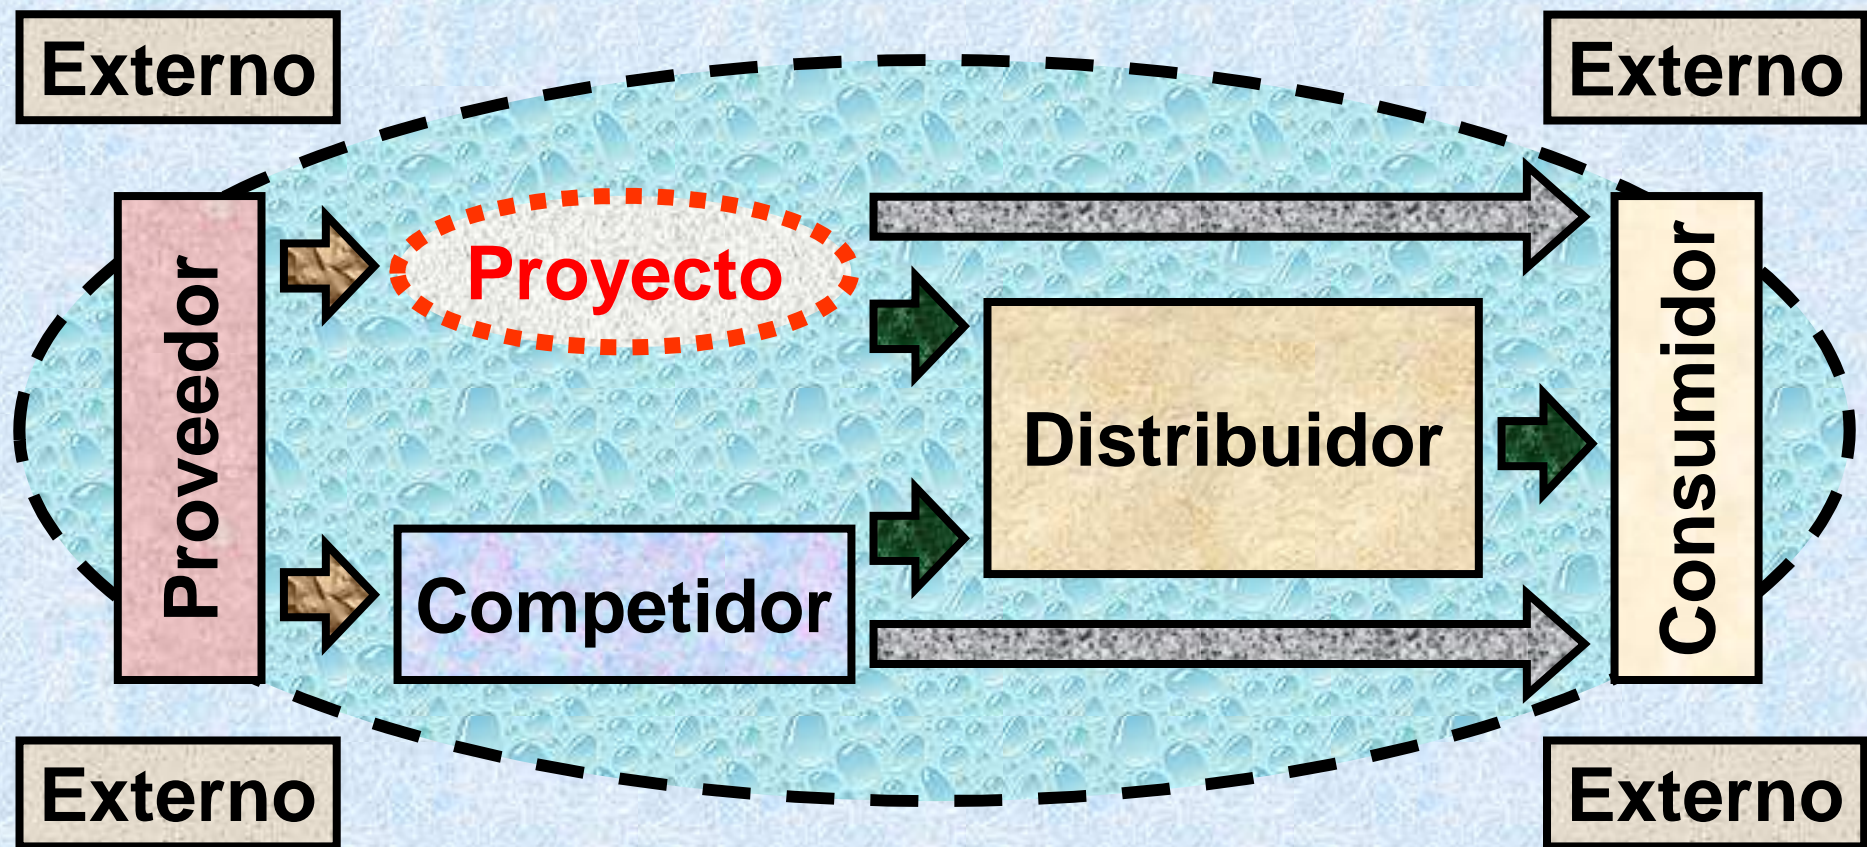 Externo
Externo
Proveedor
Proyecto
Distribuidor
Consumidor
Competidor
Externo
Externo